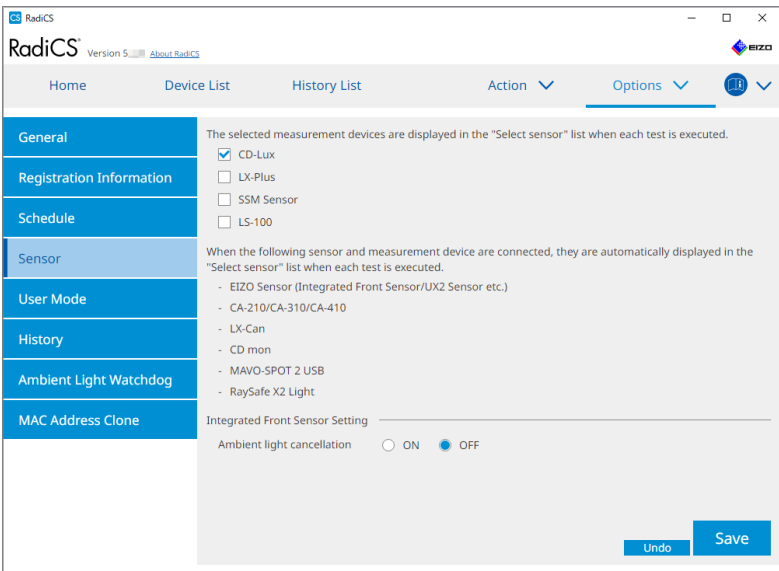 CS RadiCS
RadiCS® Version 5. About RadiCS EIZO
Home Device List History List Action Options
General
Registration Information
Schedule
Sensor
User Mode
History
Ambient Light Watchdog
MAC Address Clone
The selected measurement devices are displayed in the "Select sensor" list when each test is executed.
CD-Lux
LX-Plus
SSM Sensor
LS-100
When the following sensor and measurement device are connected, they are automatically displayed in the
"Select sensor" list when each test is executed.
- EIZO Sensor (Integrated Front Sensor/UX2 Sensor etc.)
- CA-210/CA-310/CA-410
- LX-Can
- CD mon
- MAVO-SPOT 2 USB
- RaySafe X2 Light
Integrated Front Sensor Setting
Ambient light cancellation ON OFF
Undo Save